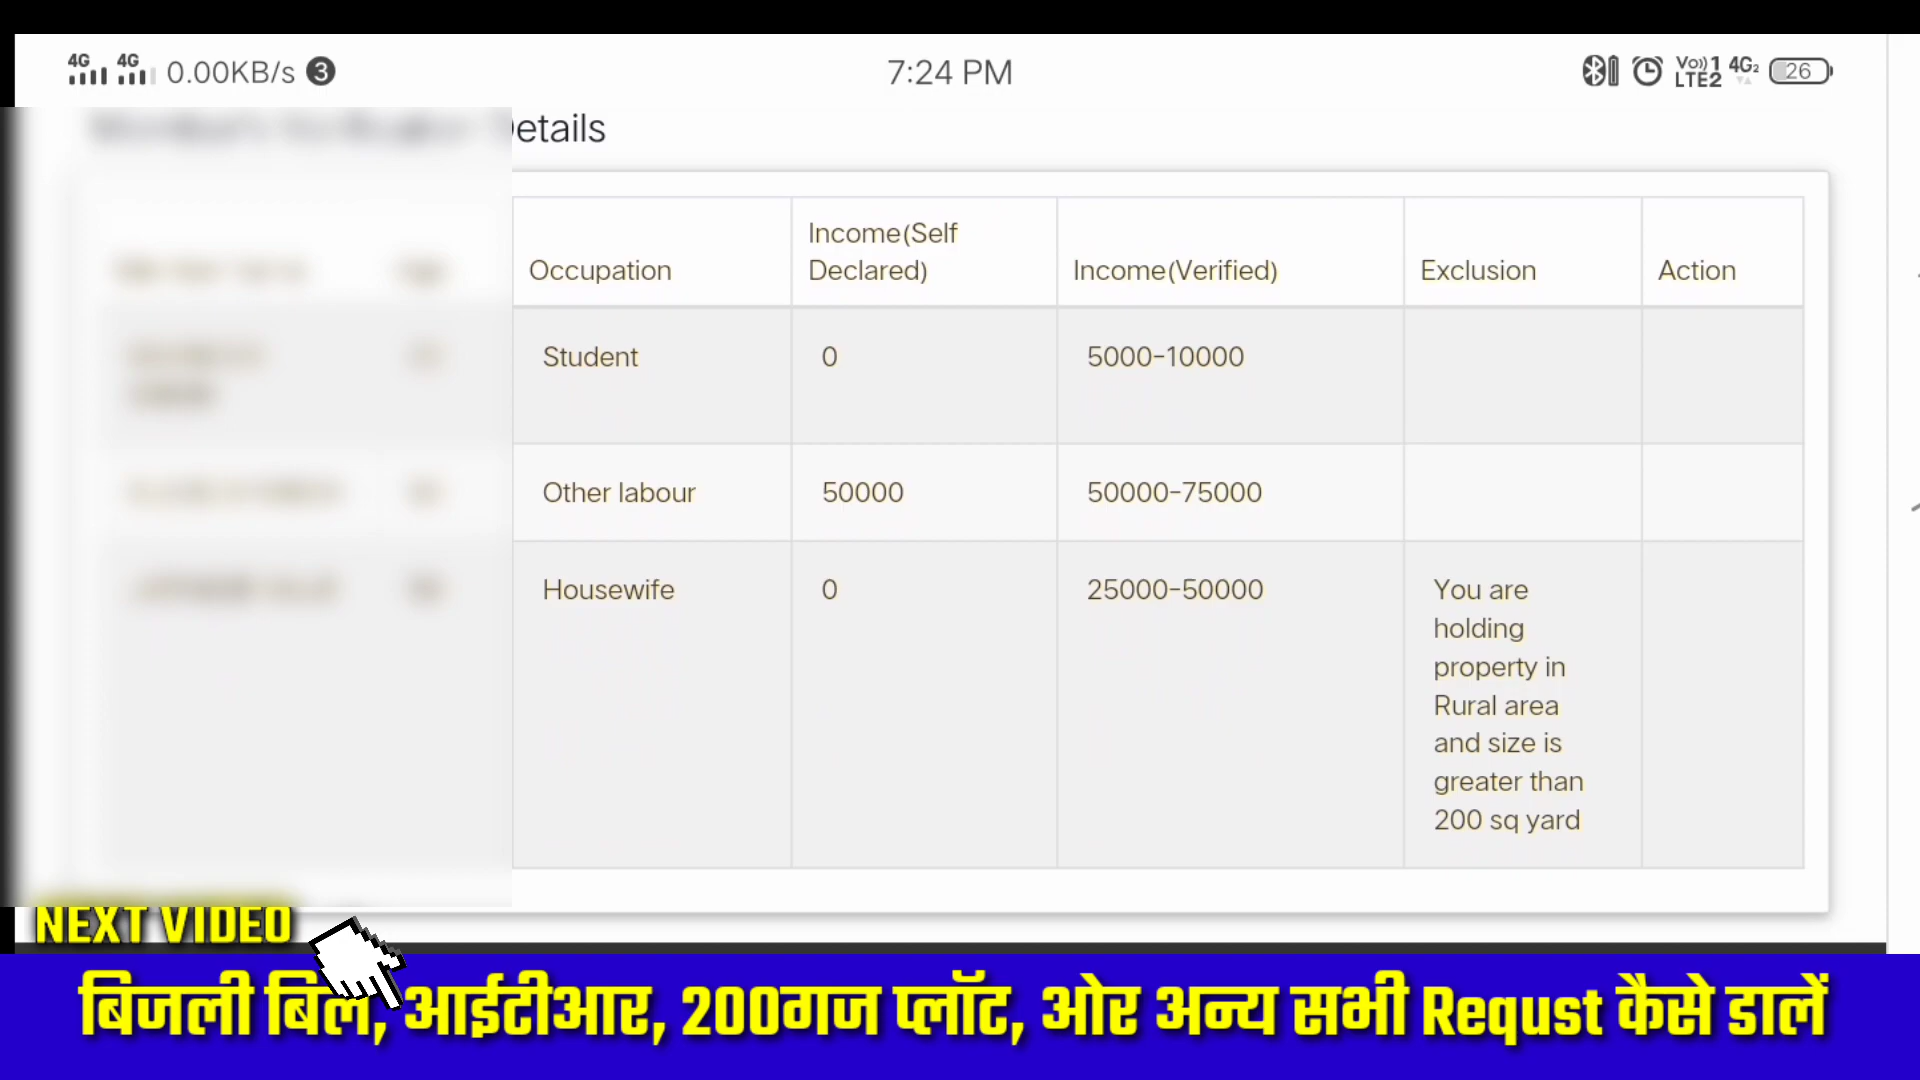 4G 4G 0.00KB/s 3 7:24 PM Vo)) 1 LTE2 4G2 26
Details
Occupation Income(Self Declared) Income(Verified) Exclusion Action
Student 0 5000-10000
Other labour 50000 50000-75000
Housewife 0 25000-50000 You are
holding
property in
Rural area
and size is
greater than
200 sq yard
NEXT VIDEO
बिजली बिल, आईटीआर, 200गज प्लॉट, ओर अन्य सभी Requst कैसे डालें